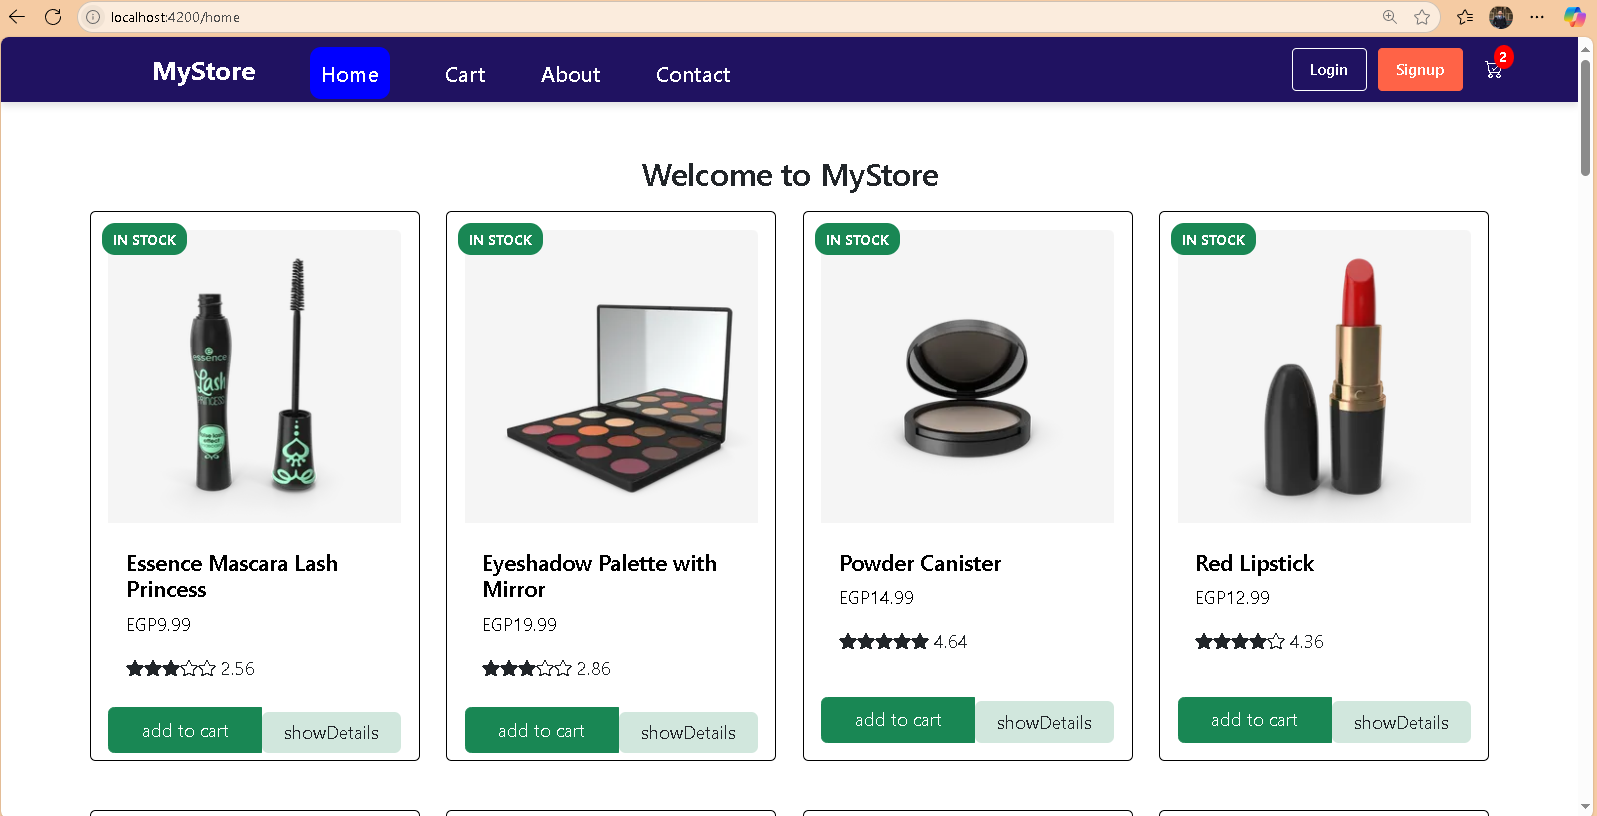 localhost:4200/home
MyStore Home Cart About Contact Login Signup 2
Welcome to MyStore
IN STOCK
essence
Lash
PRINCESS
Essence Mascara Lash
Princess
EGP9.99
2.56
add to cart showDetails
IN STOCK
Eyeshadow Palette with
Mirror
EGP19.99
2.86
add to cart showDetails
IN STOCK
Powder Canister
EGP14.99
4.64
add to cart showDetails
IN STOCK
Red Lipstick
EGP12.99
4.36
add to cart showDetails